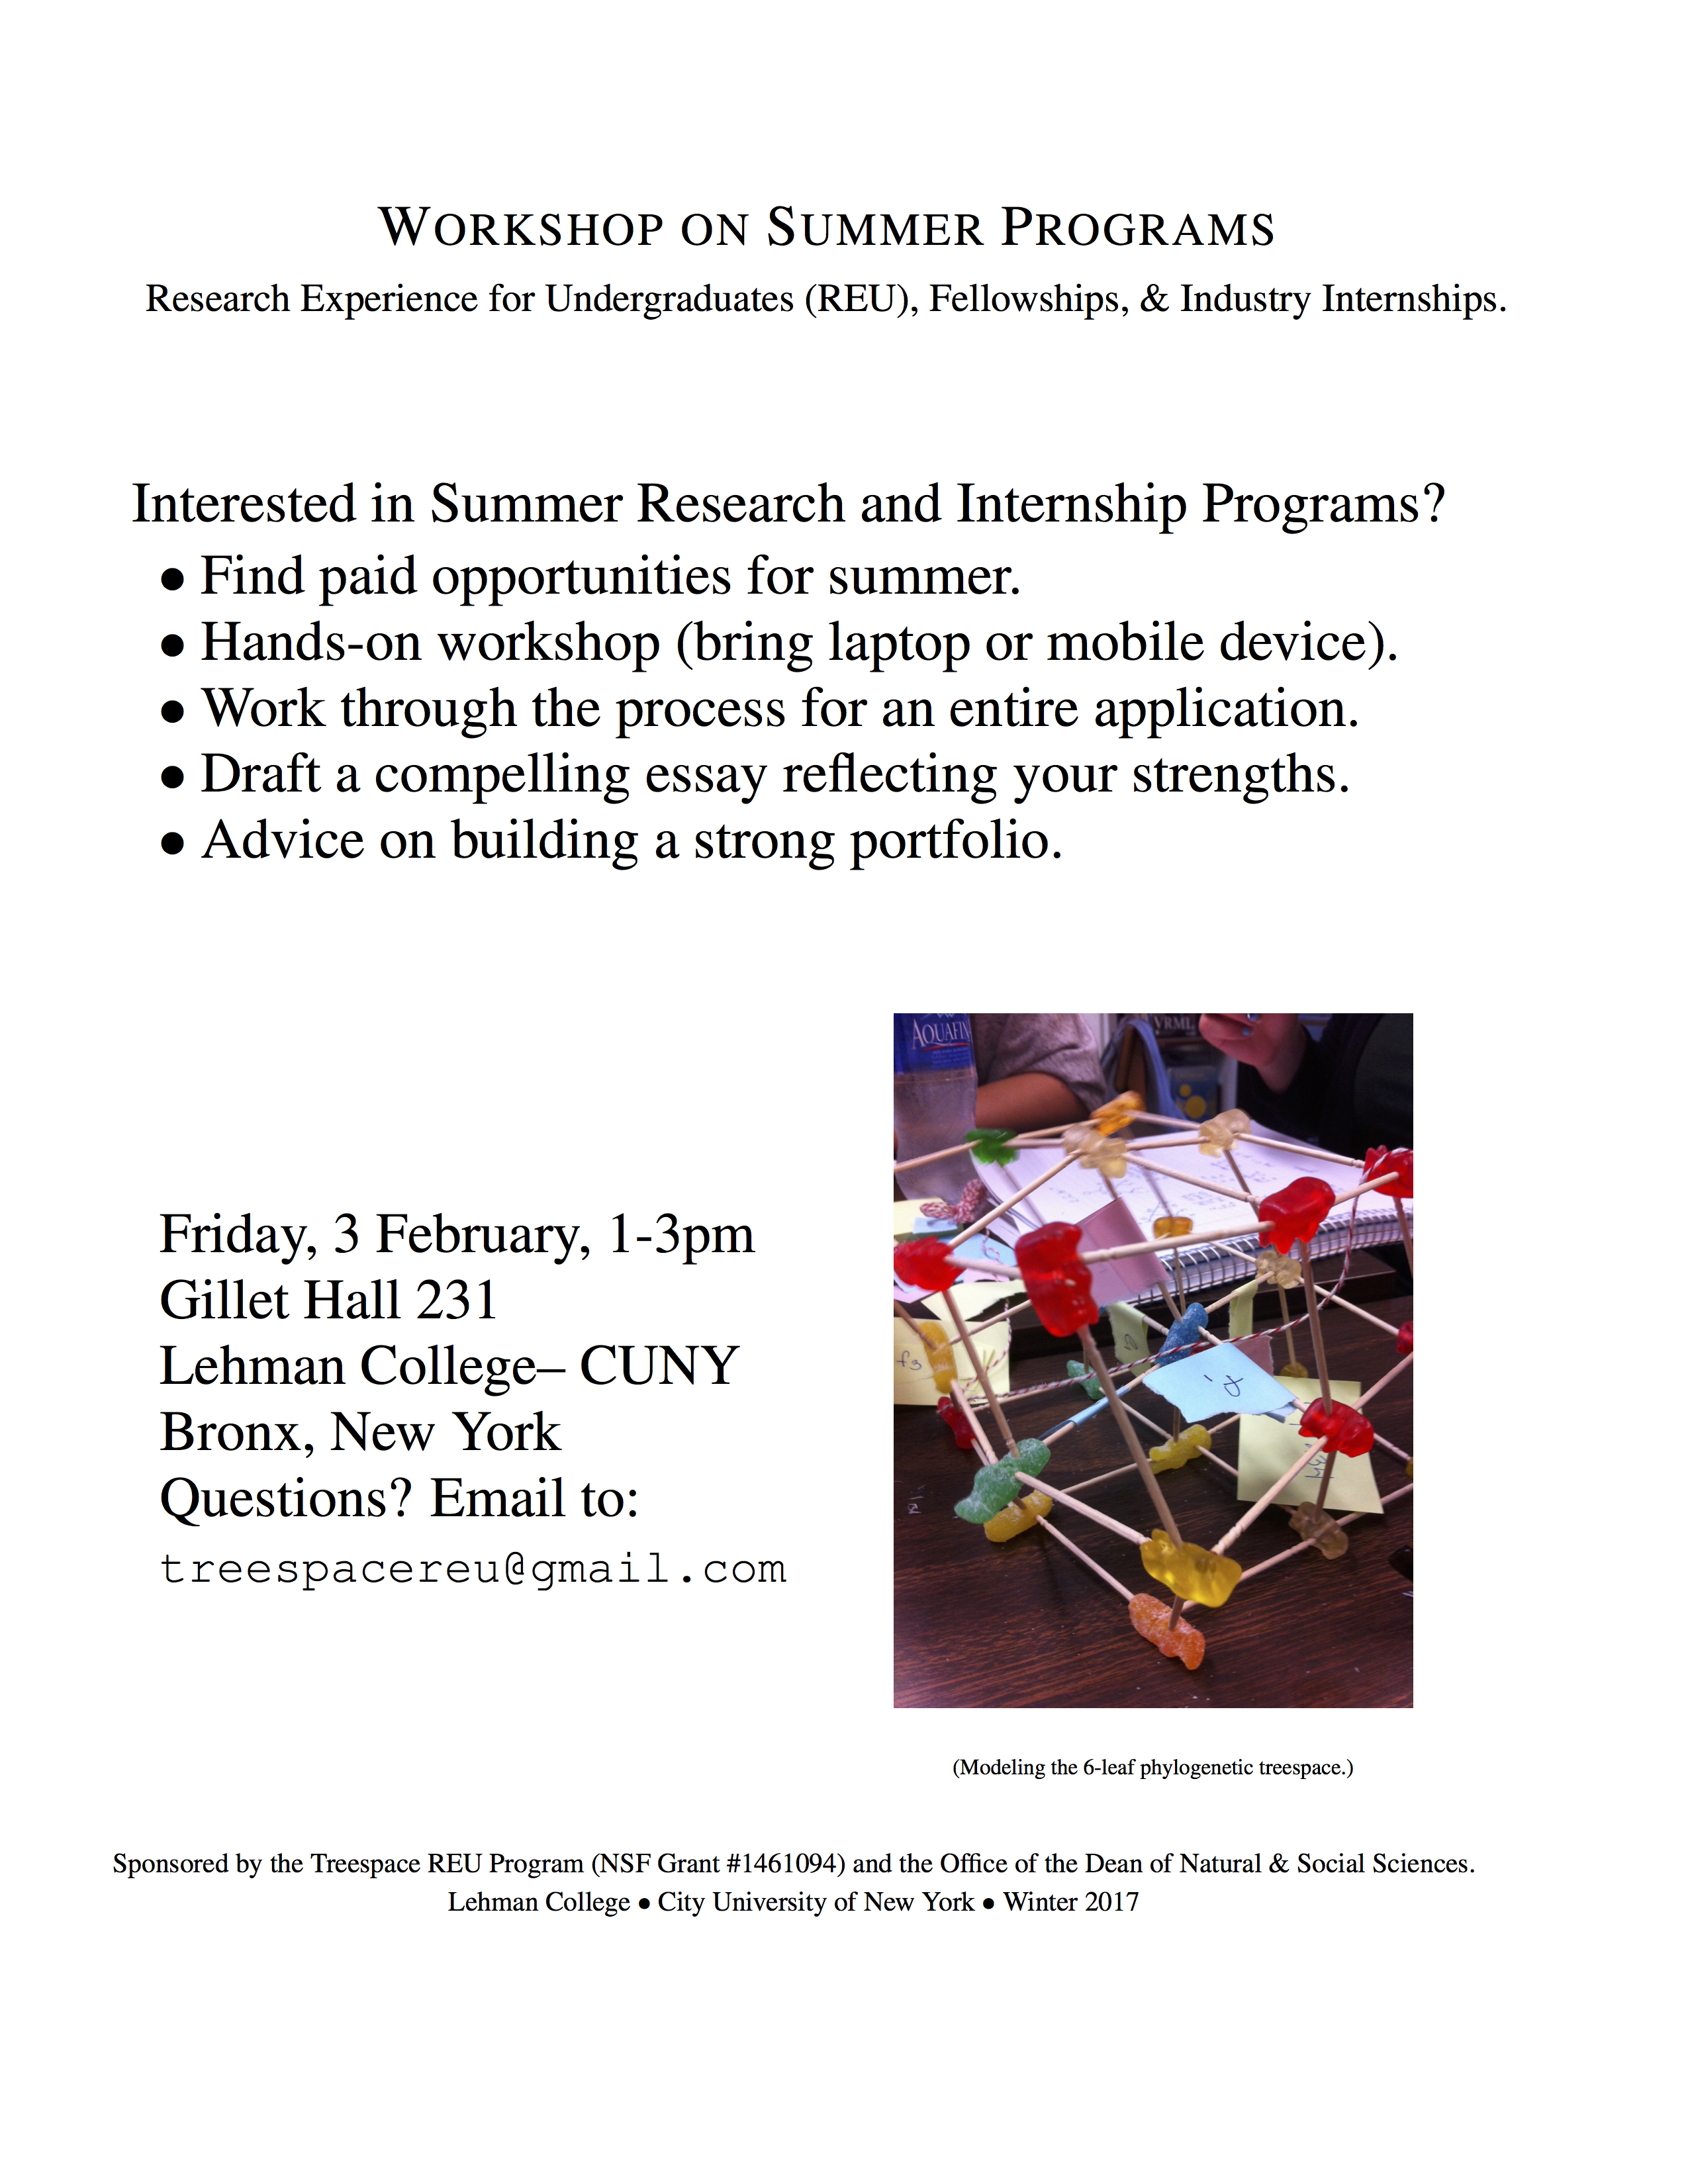 WORKSHOP ON SUMMER PROGRAMS
Research Experience for Undergraduates (REU), Fellowships, & Industry Internships.
Interested in Summer Research and Internship Programs?
• Find paid opportunities for summer.
• Hands-on workshop (bring laptop or mobile device).
• Work through the process for an entire application.
• Draft a compelling essay reflecting your strengths.
• Advice on building a strong portfolio.
Friday, 3 February, 1-3pm
Gillet Hall 231
Lehman College– CUNY
Bronx, New York
Questions? Email to:
treespacereu@gmail.com
AQUAFIN
VRML
(Modeling the 6-leaf phylogenetic treespace.)
Sponsored by the Treespace REU Program (NSF Grant #1461094) and the Office of the Dean of Natural & Social Sciences.
Lehman College • City University of New York • Winter 2017